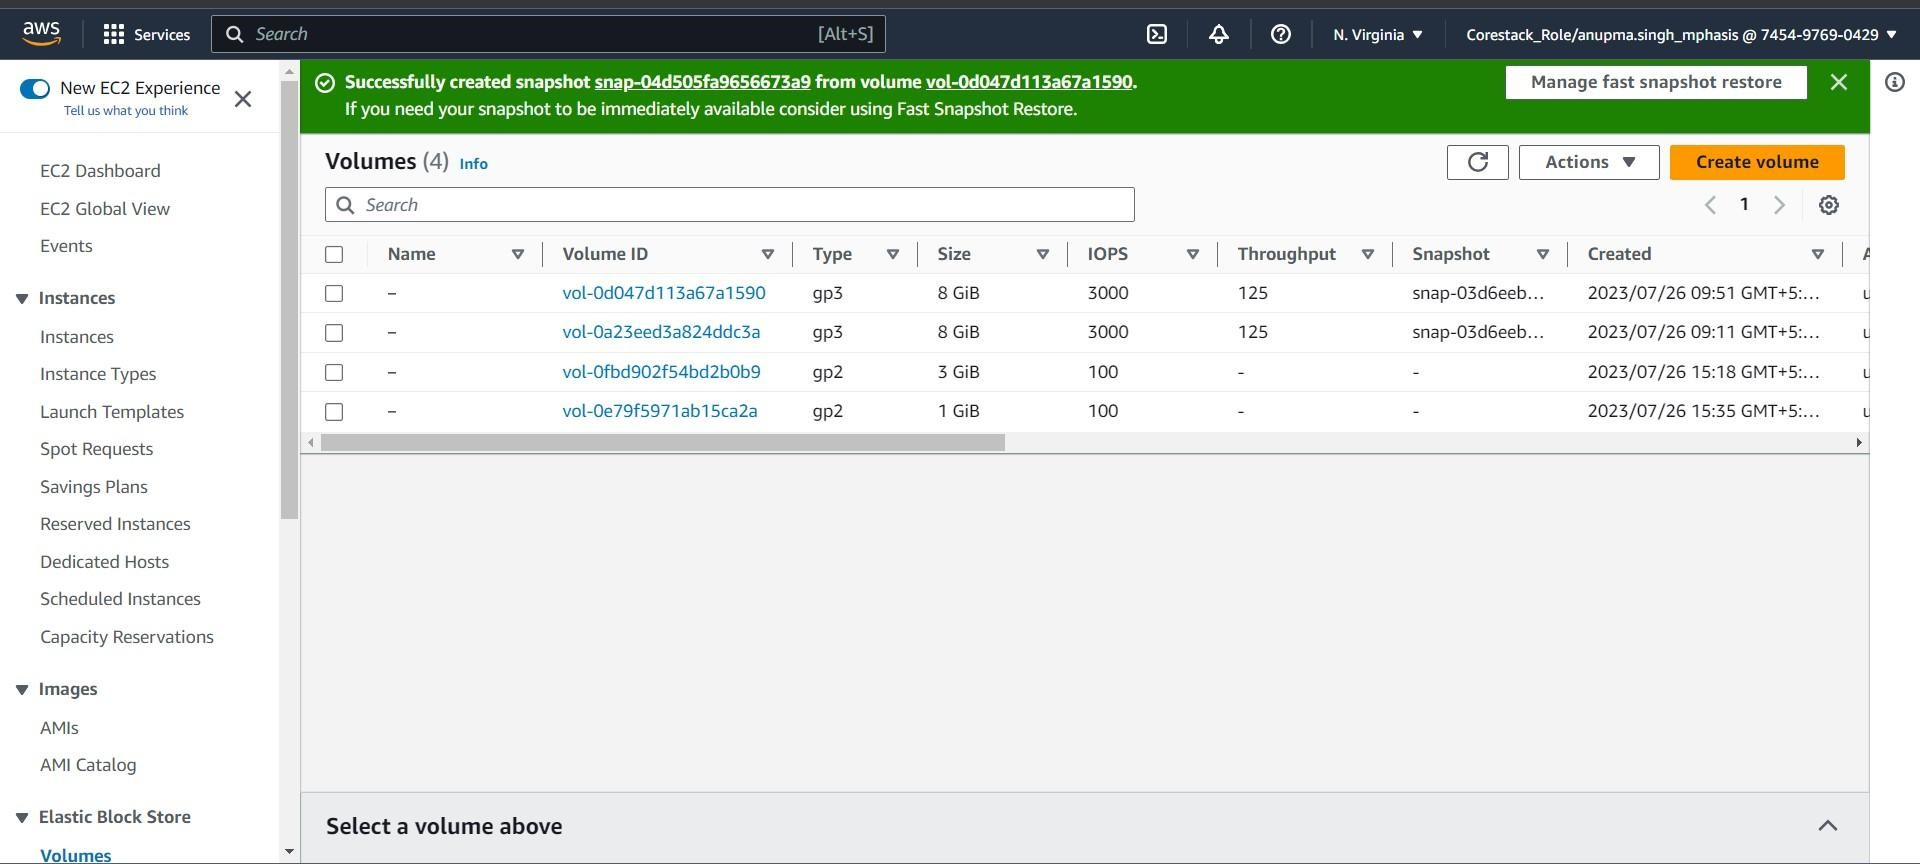 aws
Services
Search [Alt+S]
N. Virginia
Corestack_Role/anupma.singh_mphasis @ 7454-9769-0429
New EC2 Experience
Tell us what you think
EC2 Dashboard
EC2 Global View
Events
Instances
Instances
Instance Types
Launch Templates
Spot Requests
Savings Plans
Reserved Instances
Dedicated Hosts
Scheduled Instances
Capacity Reservations
Images
AMIs
AMI Catalog
Elastic Block Store
Volumes
Successfully created snapshot snap-04d505fa9656673a9 from volume vol-0d047d113a67a1590.
If you need your snapshot to be immediately available consider using Fast Snapshot Restore.
Manage fast snapshot restore
Volumes (4) Info
Actions
Create volume
Search
1
Name Volume ID Type Size IOPS Throughput Snapshot Created
– vol-0d047d113a67a1590 gp3 8 GiB 3000 125 snap-03d6eeb... 2023/07/26 09:51 GMT+5:...
– vol-0a23eed3a824ddc3a gp3 8 GiB 3000 125 snap-03d6eeb... 2023/07/26 09:11 GMT+5:...
– vol-0fbd902f54bd2b0b9 gp2 3 GiB 100 - - 2023/07/26 15:18 GMT+5:...
– vol-0e79f5971ab15ca2a gp2 1 GiB 100 - - 2023/07/26 15:35 GMT+5:...
Select a volume above